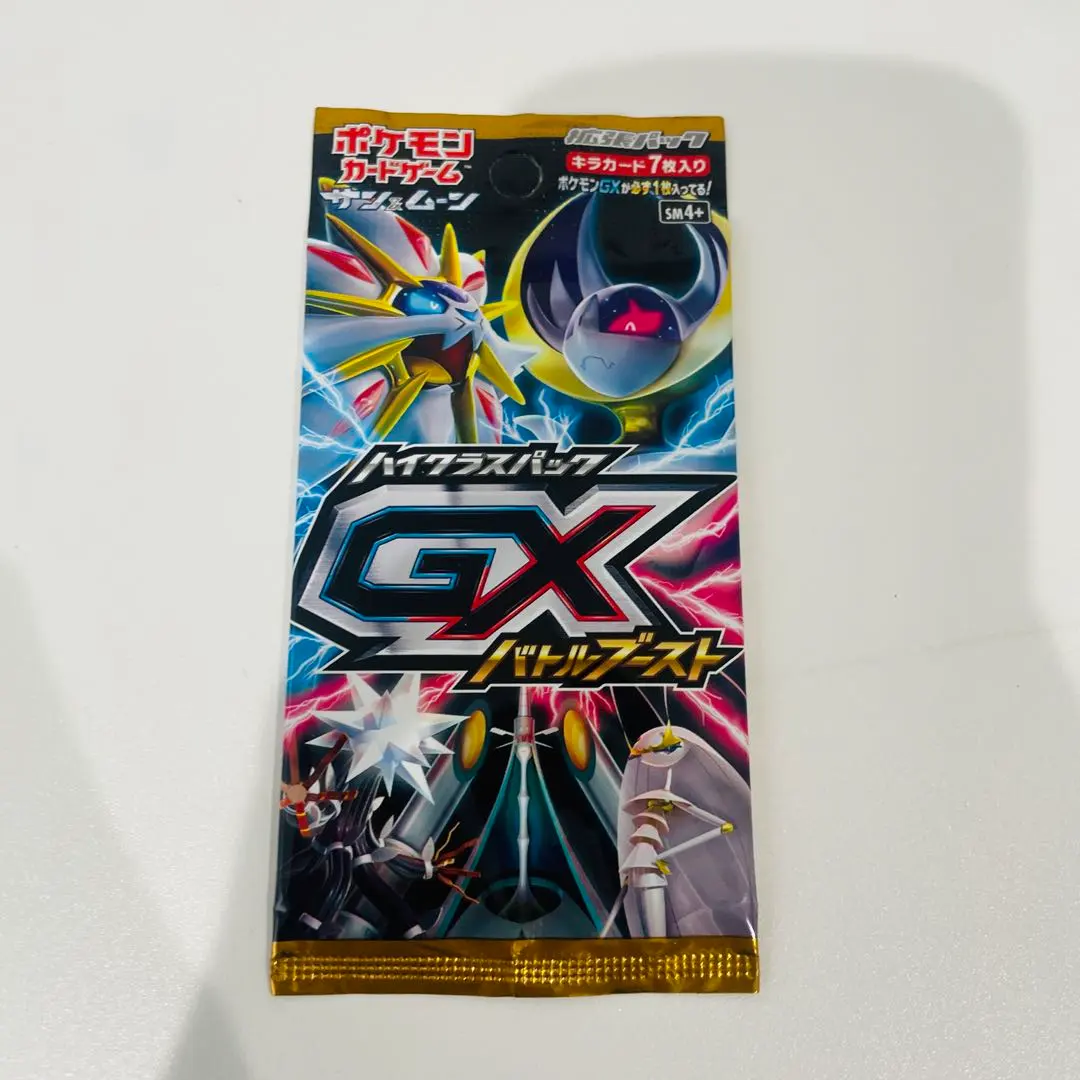 ポケモン
カードゲーム™
サン&ムーン
拡張パック
キラカード7枚入り
ポケモンGXが必ず1枚入ってる!
SM4+
ハイクラスパック
GX
バトルブースト